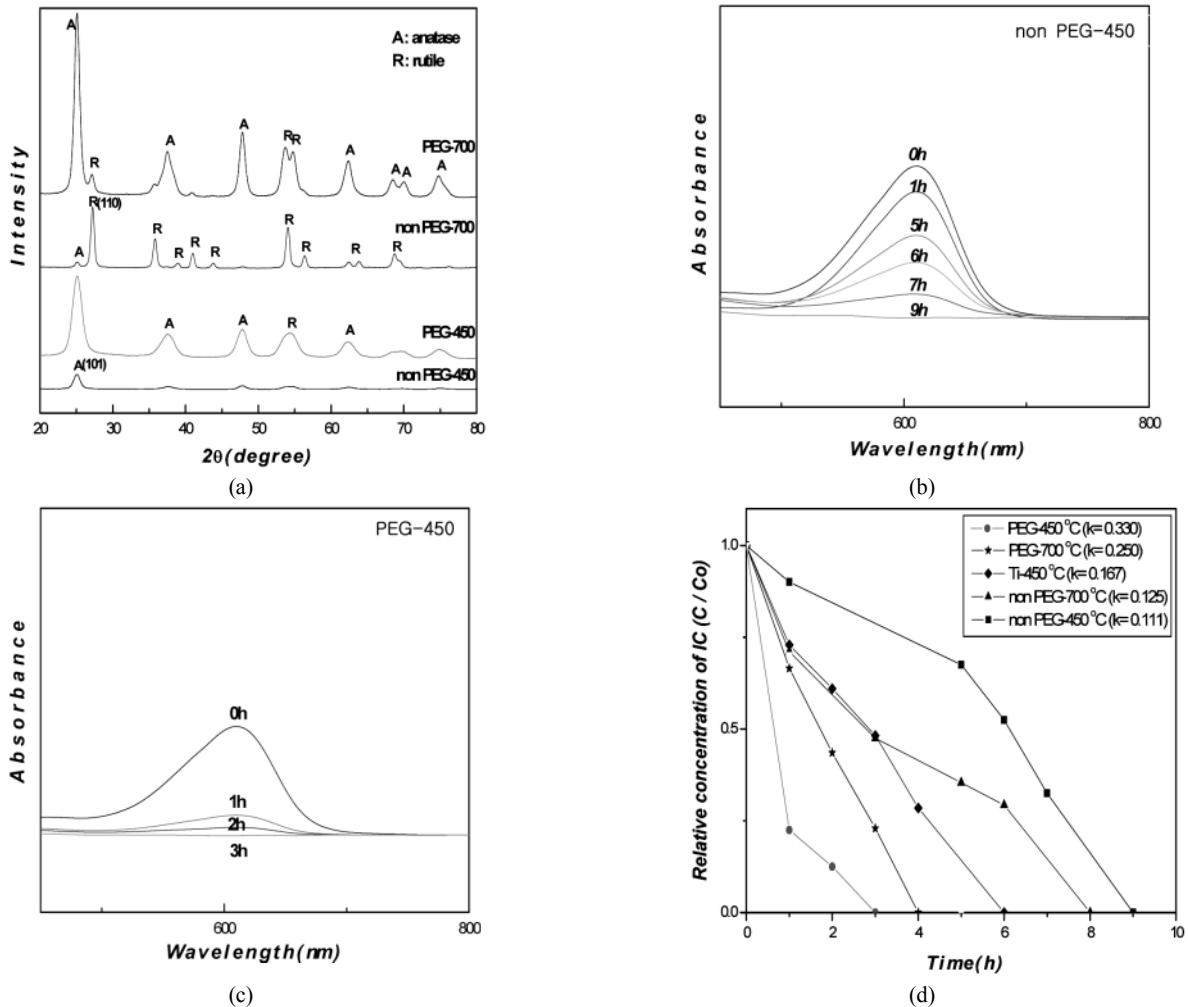 A: anatase
R: rutile
A
R
A
A
R R
A
A A
A
PEG-700
R(110)
A
R
R
R
R
R
R
R
R
non PEG-700
A
A
R
A
PEG-450
A(101)
non PEG-450
Intensity
20 30 40 50 60 70 80
2θ(degree)
(a)
non PEG-450
0h
1h
5h
6h
7h
9h
Absorbance
600 800
Wavelength(nm)
(b)
PEG-450
0h
1h
2h
3h
Absorbance
600 800
Wavelength(nm)
(c)
PEG-450°C(k=0.330)
PEG-700°C(k=0.250)
Ti-450°C(k=0.167)
non PEG-700°C(k=0.125)
non PEG-450°C(k=0.111)
Relative concentration of IC (C / Co)
1.0
0.5
0.0
0 2 4 6 8 10
Time(h)
(d)